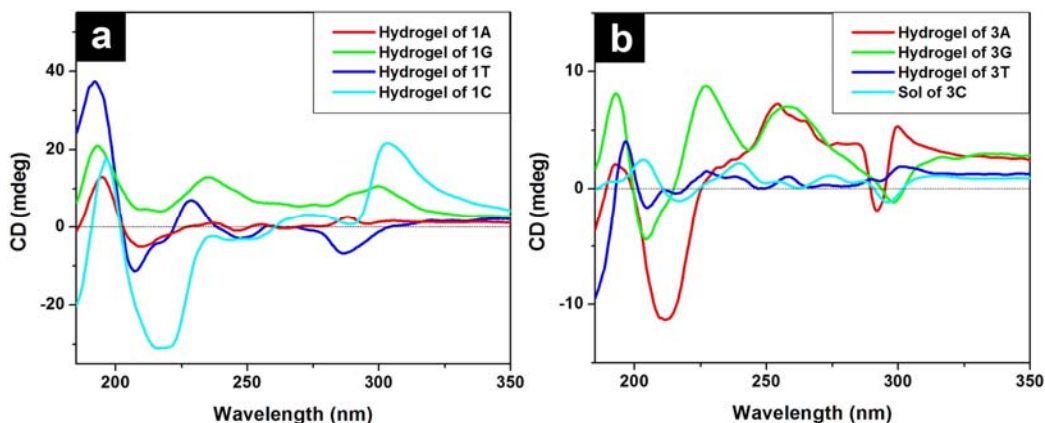 a
Hydrogel of 1A
Hydrogel of 1G
Hydrogel of 1T
Hydrogel of 1C
40
20
0
-20
CD (mdeg)
200
250
300
350
Wavelength (nm)
b
Hydrogel of 3A
Hydrogel of 3G
Hydrogel of 3T
Sol of 3C
10
0
-10
CD (mdeg)
200
250
300
350
Wavelength (nm)